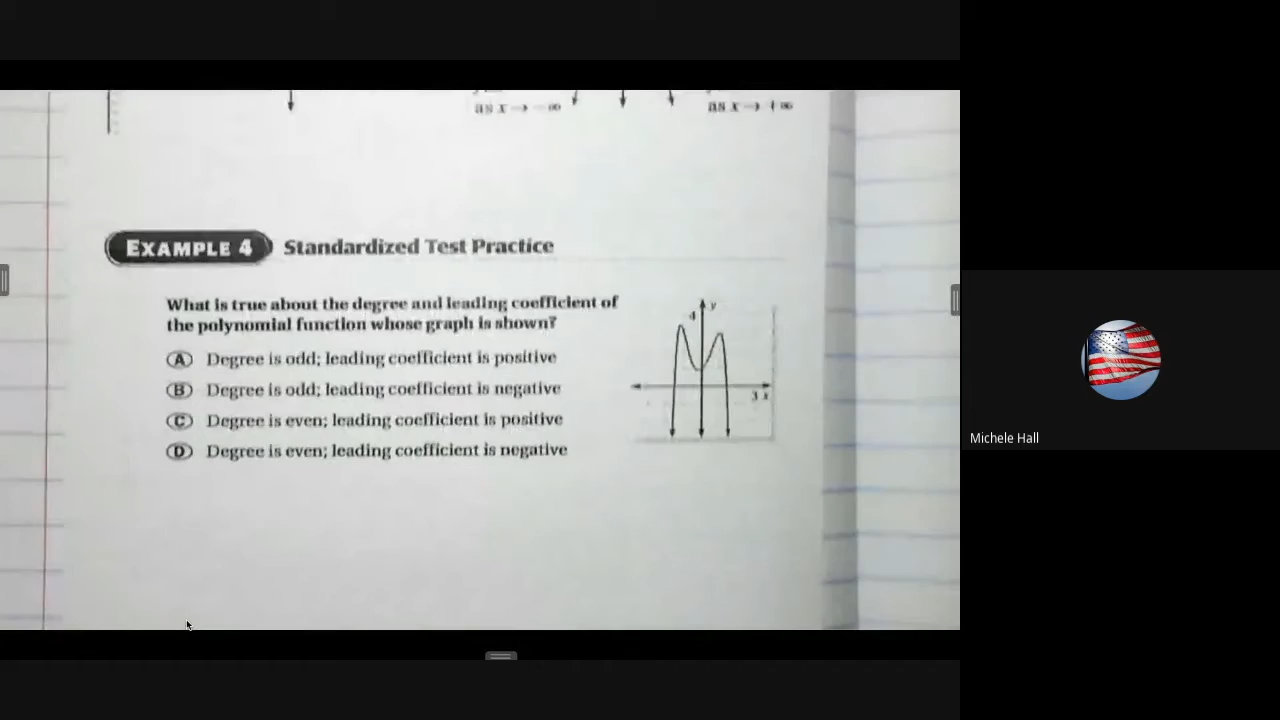 as x → -∞
as x → +∞
EXAMPLE 4 Standardized Test Practice
What is true about the degree and leading coefficient of
the polynomial function whose graph is shown?
A Degree is odd; leading coefficient is positive
B Degree is odd; leading coefficient is negative
C Degree is even; leading coefficient is positive
D Degree is even; leading coefficient is negative
4
y
3 x
Michele Hall